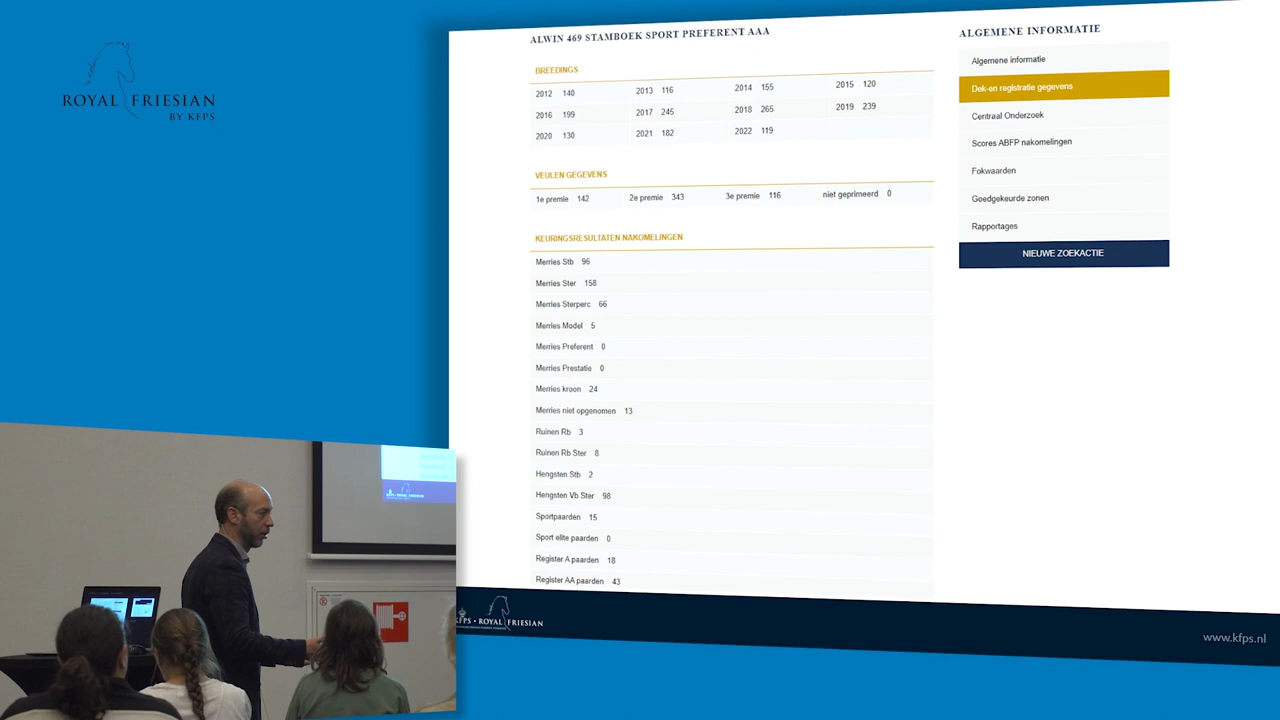 ROYAL FRIESIAN
BY KFPS
ALWIN 469 STAMBOEK SPORT PREFERENT AAA
BREEDINGS
2012 140 2013 116 2014 155 2015 120
2016 199 2017 245 2018 265 2019 239
2020 130 2021 182 2022 119
VEULEN GEGEVENS
1e premie 142 2e premie 343 3e premie 116 niet geprimeerd 0
KEURINGSRESULTATEN NAKOMELINGEN
Merries Stb 96
Merries Ster 158
Merries Sterperc 66
Merries Model 5
Merries Preferent 0
Merries Prestatie 0
Merries kroon 24
Merries niet opgenomen 13
Ruinen Rb 3
Ruinen Rb Ster 8
Hengsten Stb 2
Hengsten Vb Ster 98
Sportpaarden 15
Sport elite paarden 0
Register A paarden 18
Register AA paarden 43
ALGEMENE INFORMATIE
Algemene informatie
Dek-en registratie gegevens
Centraal Onderzoek
Scores ABFP nakomelingen
Fokwaarden
Goedgekeurde zonen
Rapportages
NIEUWE ZOEKACTIE
KFPS • ROYAL FRIESIAN
www.kfps.nl